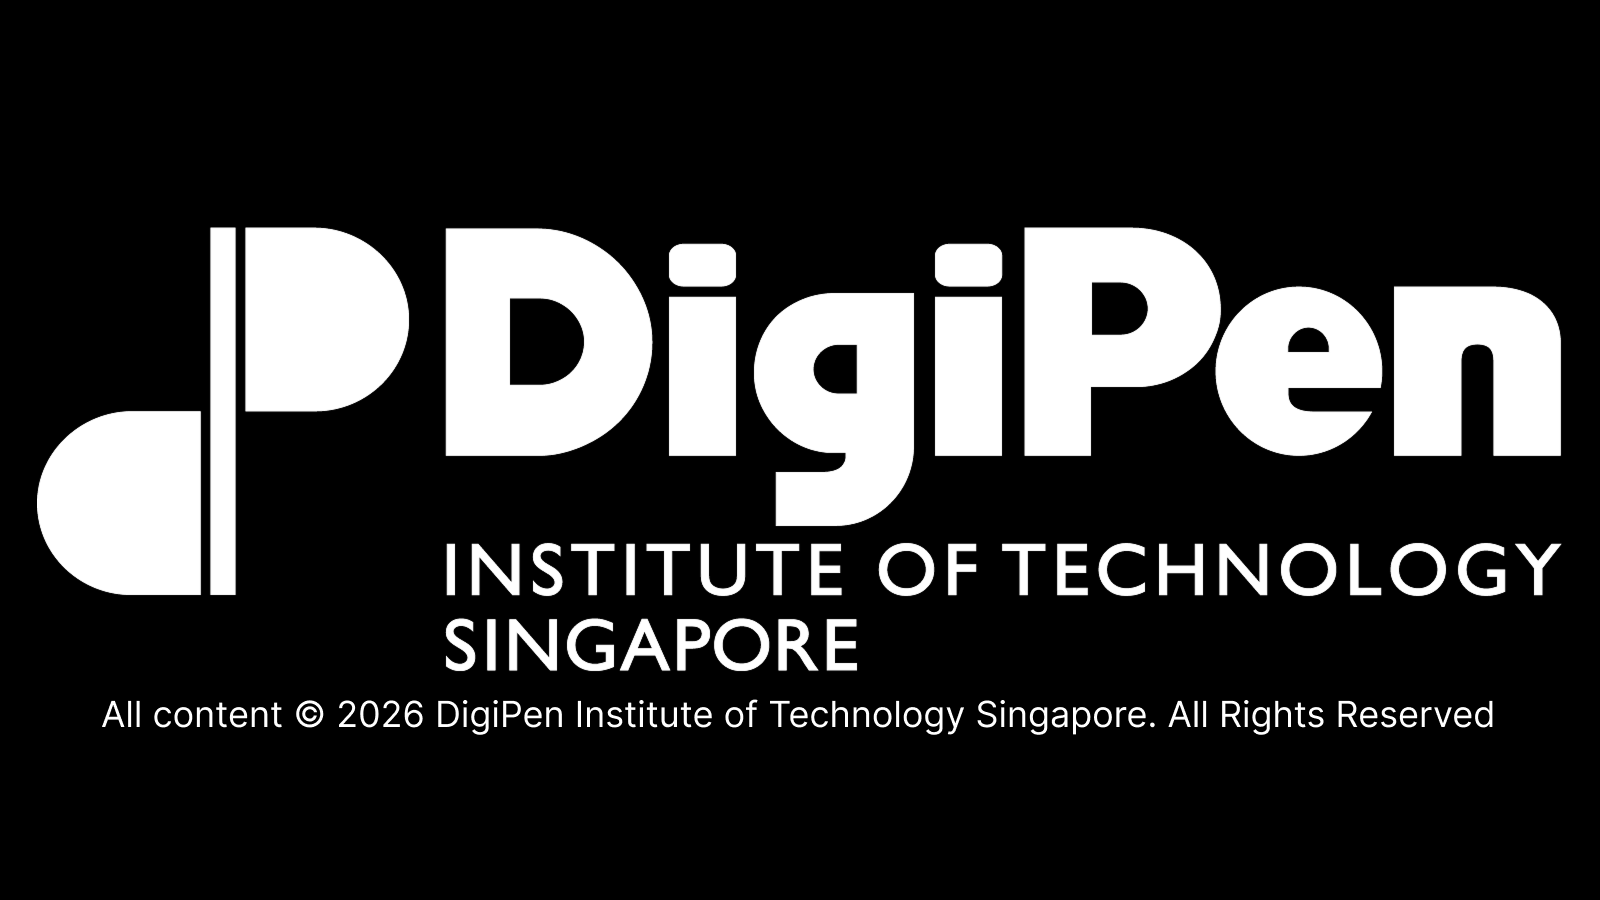 DigiPen
INSTITUTE OF TECHNOLOGY
SINGAPORE
All content © 2026 DigiPen Institute of Technology Singapore. All Rights Reserved